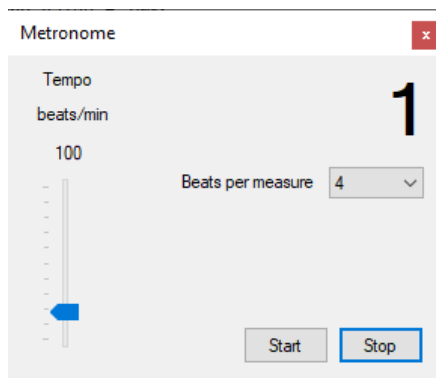 Metronome
x
Tempo
beats/min
100
1
Beats per measure 4
Start Stop